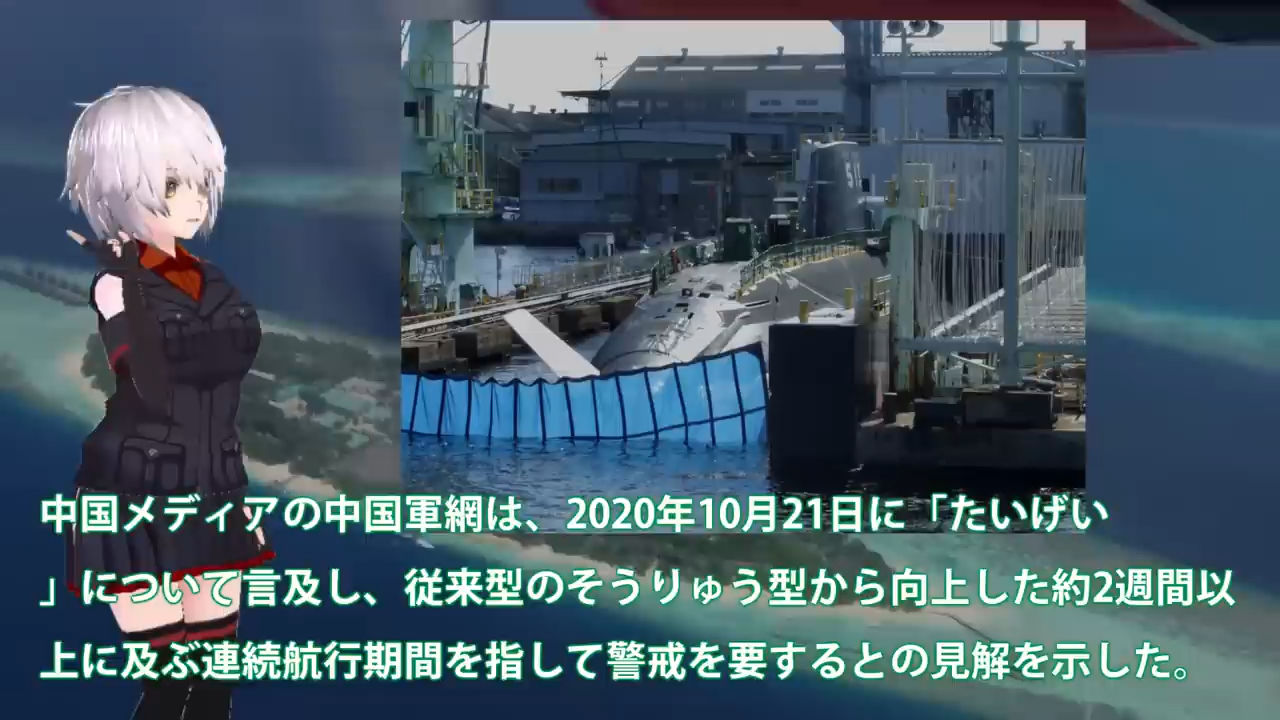 中国メディアの中国軍網は、2020年10月21日に「たいげい
」について言及し、従来型のそうりゅう型から向上した約2週間以
上に及ぶ連続航行期間を指して警戒を要するとの見解を示した。